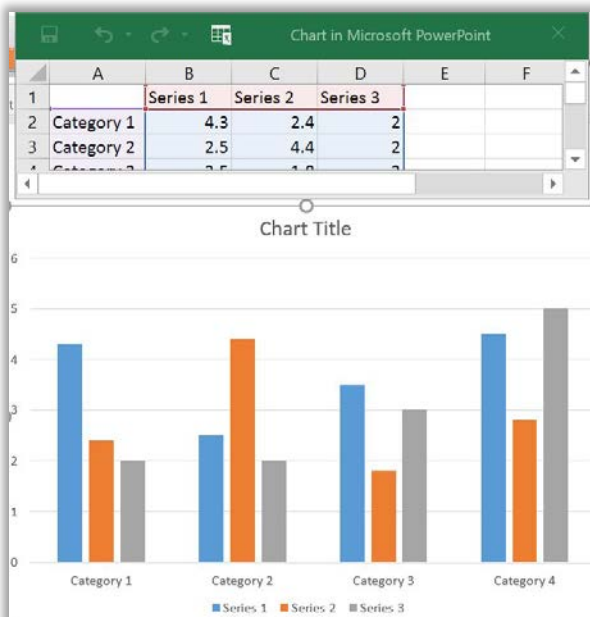 Chart in Microsoft PowerPoint
A B C D E F
1 Series 1 Series 2 Series 3
2 Category 1 4.3 2.4 2
3 Category 2 2.5 4.4 2
Chart Title
6
5
4
3
2
1
0
Category 1 Category 2 Category 3 Category 4
Series 1 Series 2 Series 3